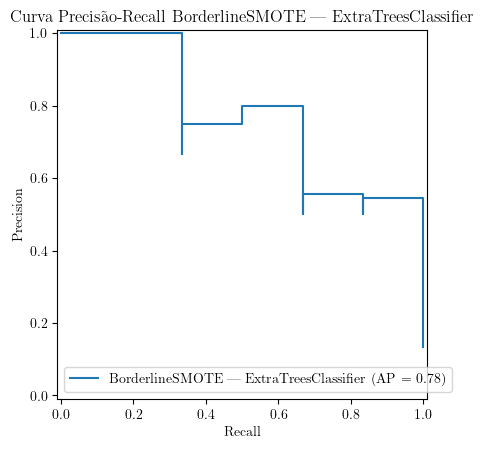 Curva Precisão-Recall BorderlineSMOTE — ExtraTreesClassifier
1.0
0.8
0.6
0.4
0.2
0.0
Precision
BorderlineSMOTE — ExtraTreesClassifier (AP = 0.78)
0.0 0.2 0.4 0.6 0.8 1.0
Recall